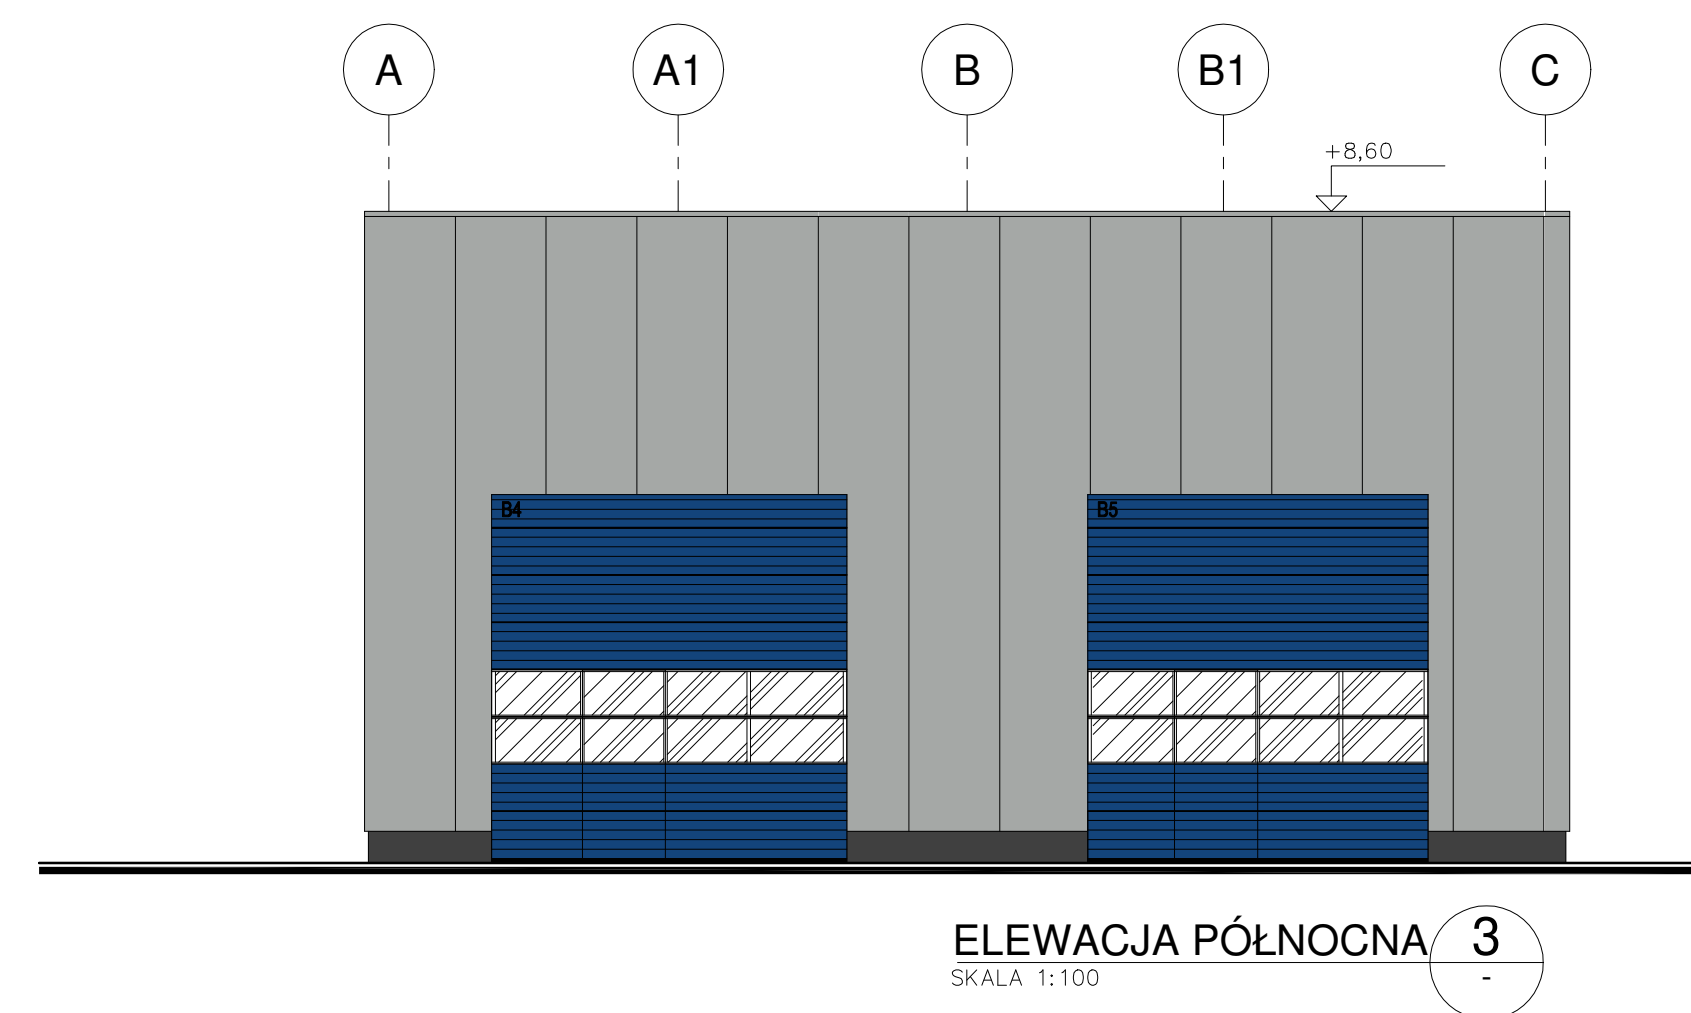 A A1 B B1 C
+8,60
B4 B5
ELEWACJA PÓŁNOCNA 3
SKALA 1:100 -